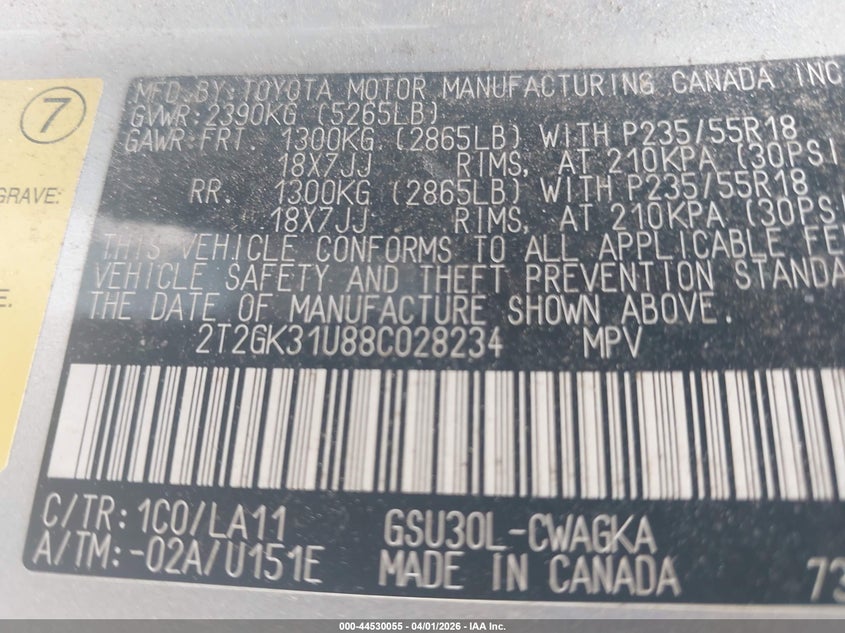 7
GRAVE:
E.
MFD. BY: TOYOTA MOTOR MANUFACTURING CANADA INC
GVWR: 2390KG (5265LB)
GAWR: FRT. 1300KG (2865LB) WITH P235/55R18
18X7JJ RIMS, AT 210KPA (30PSI
RR. 1300KG (2865LB) WITH P235/55R18
18X7JJ RIMS, AT 210KPA (30PSI
THIS VEHICLE CONFORMS TO ALL APPLICABLE FE
VEHICLE SAFETY AND THEFT PREVENTION STANDA
THE DATE OF MANUFACTURE SHOWN ABOVE.
2T2GK31U88C028234 MPV
C/TR: 1C0/LA11 GSU30L-CWAGKA
A/TM: -02A/U151E MADE IN CANADA 73
000-44530055 - 04/01/2026 - IAA Inc.